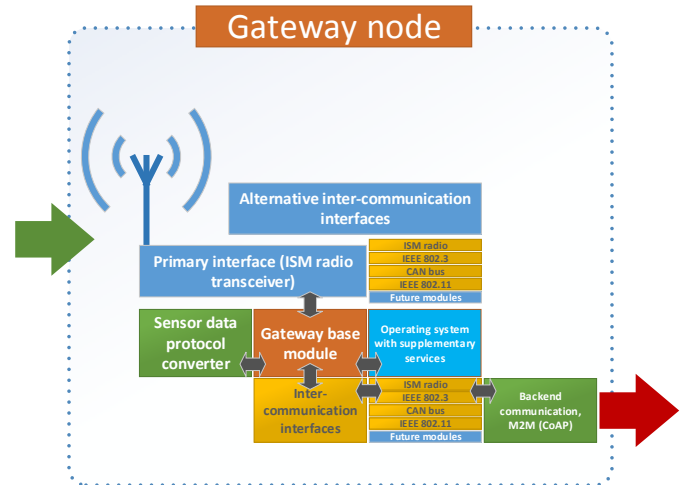 Gateway node
Alternative inter-communication
interfaces
Primary interface (ISM radio
transceiver)
ISM radio
IEEE 802.3
CAN bus
IEEE 802.11
Future modules
Sensor data
protocol
converter
Gateway base
module
Operating system
with supplementary
services
Inter-
communication
interfaces
ISM radio
IEEE 802.3
CAN bus
IEEE 802.11
Future modules
Backend
communication,
M2M (CoAP)